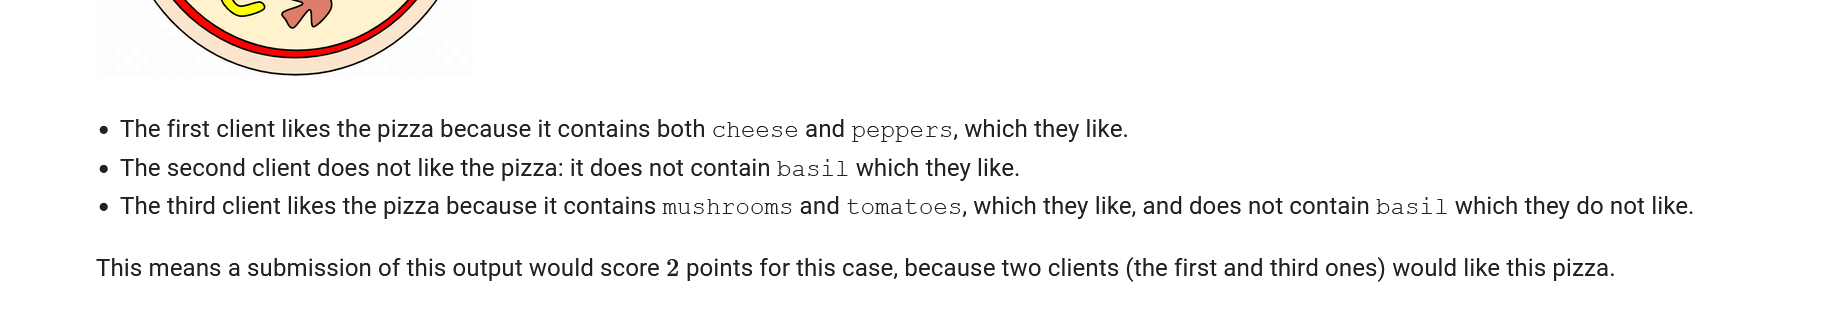 The first client likes the pizza because it contains both cheese and peppers, which they like.
The second client does not like the pizza: it does not contain basil which they like.
The third client likes the pizza because it contains mushrooms and tomatoes, which they like, and does not contain basil which they do not like.
This means a submission of this output would score 2 points for this case, because two clients (the first and third ones) would like this pizza.